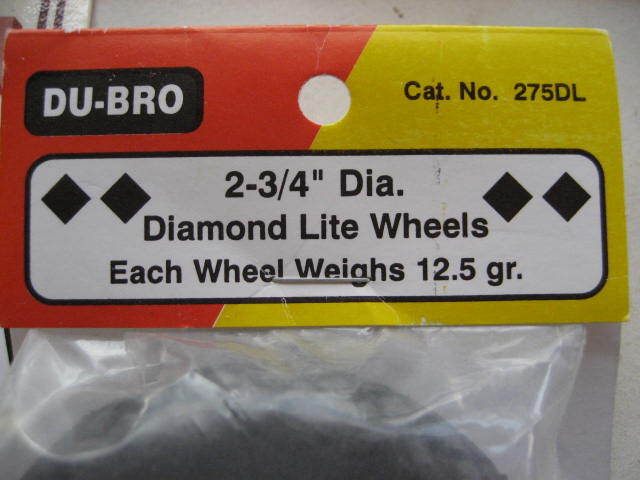 DU-BRO
Cat. No. 275DL
2-3/4" Dia.
Diamond Lite Wheels
Each Wheel Weighs 12.5 gr.